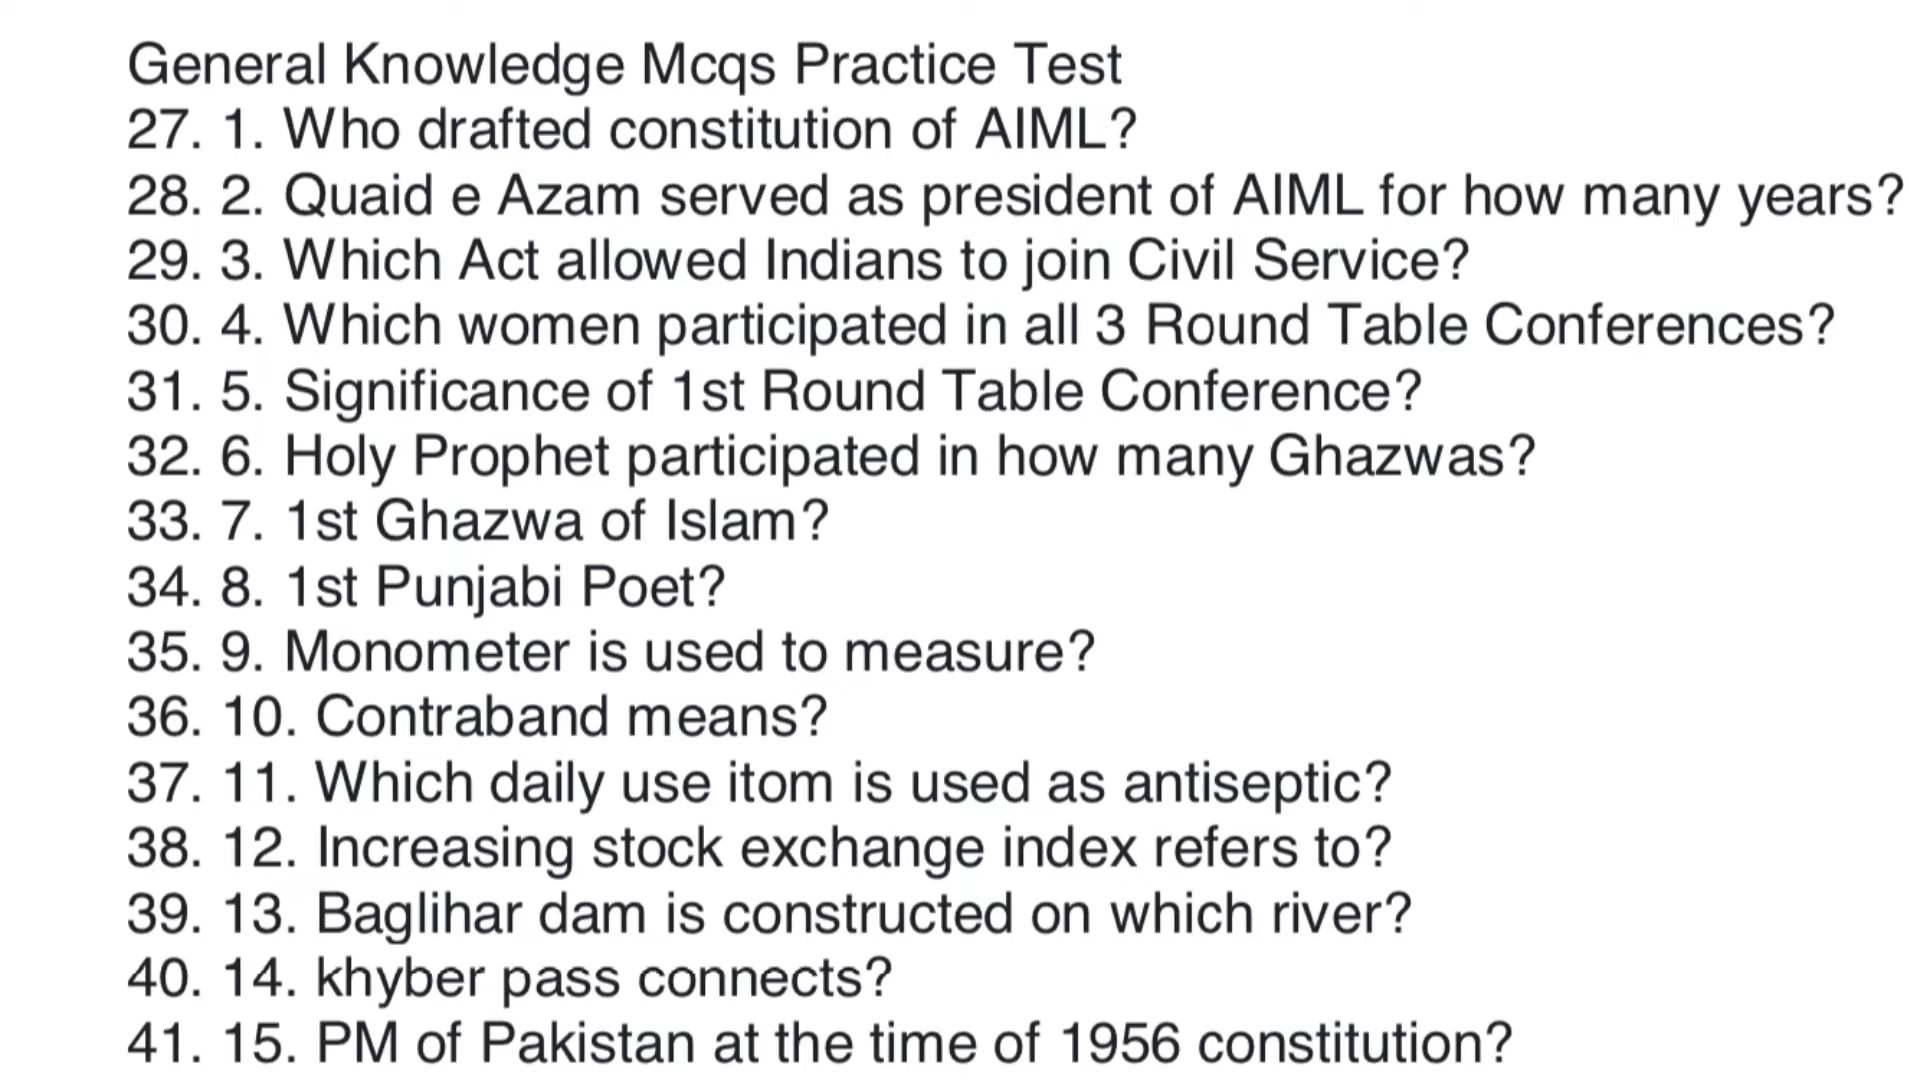 General Knowledge Mcqs Practice Test
27. 1. Who drafted constitution of AIML?
28. 2. Quaid e Azam served as president of AIML for how many years?
29. 3. Which Act allowed Indians to join Civil Service?
30. 4. Which women participated in all 3 Round Table Conferences?
31. 5. Significance of 1st Round Table Conference?
32. 6. Holy Prophet participated in how many Ghazwas?
33. 7. 1st Ghazwa of Islam?
34. 8. 1st Punjabi Poet?
35. 9. Monometer is used to measure?
36. 10. Contraband means?
37. 11. Which daily use itom is used as antiseptic?
38. 12. Increasing stock exchange index refers to?
39. 13. Baglihar dam is constructed on which river?
40. 14. khyber pass connects?
41. 15. PM of Pakistan at the time of 1956 constitution?